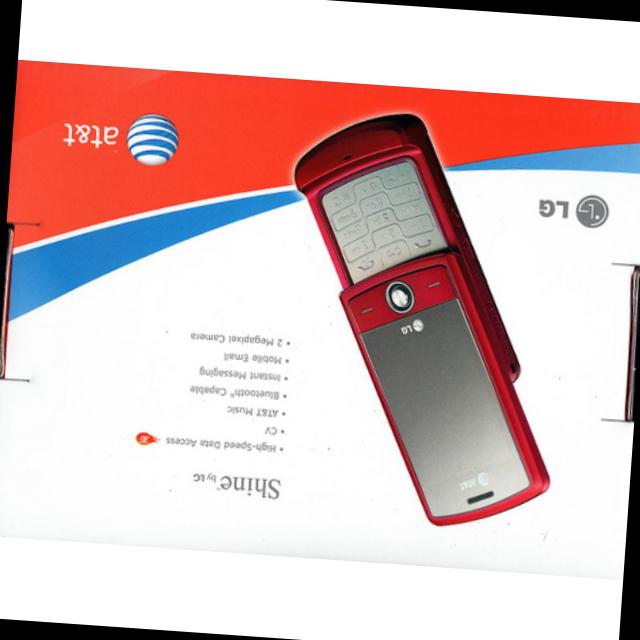 Shine™ by LG
• High-Speed Data Access 3G
• CV
• AT&T Music
• Bluetooth® Capable
• Instant Messaging
• Mobile Email
• 2 Megapixel Camera
at&t
LG
LG
at&t